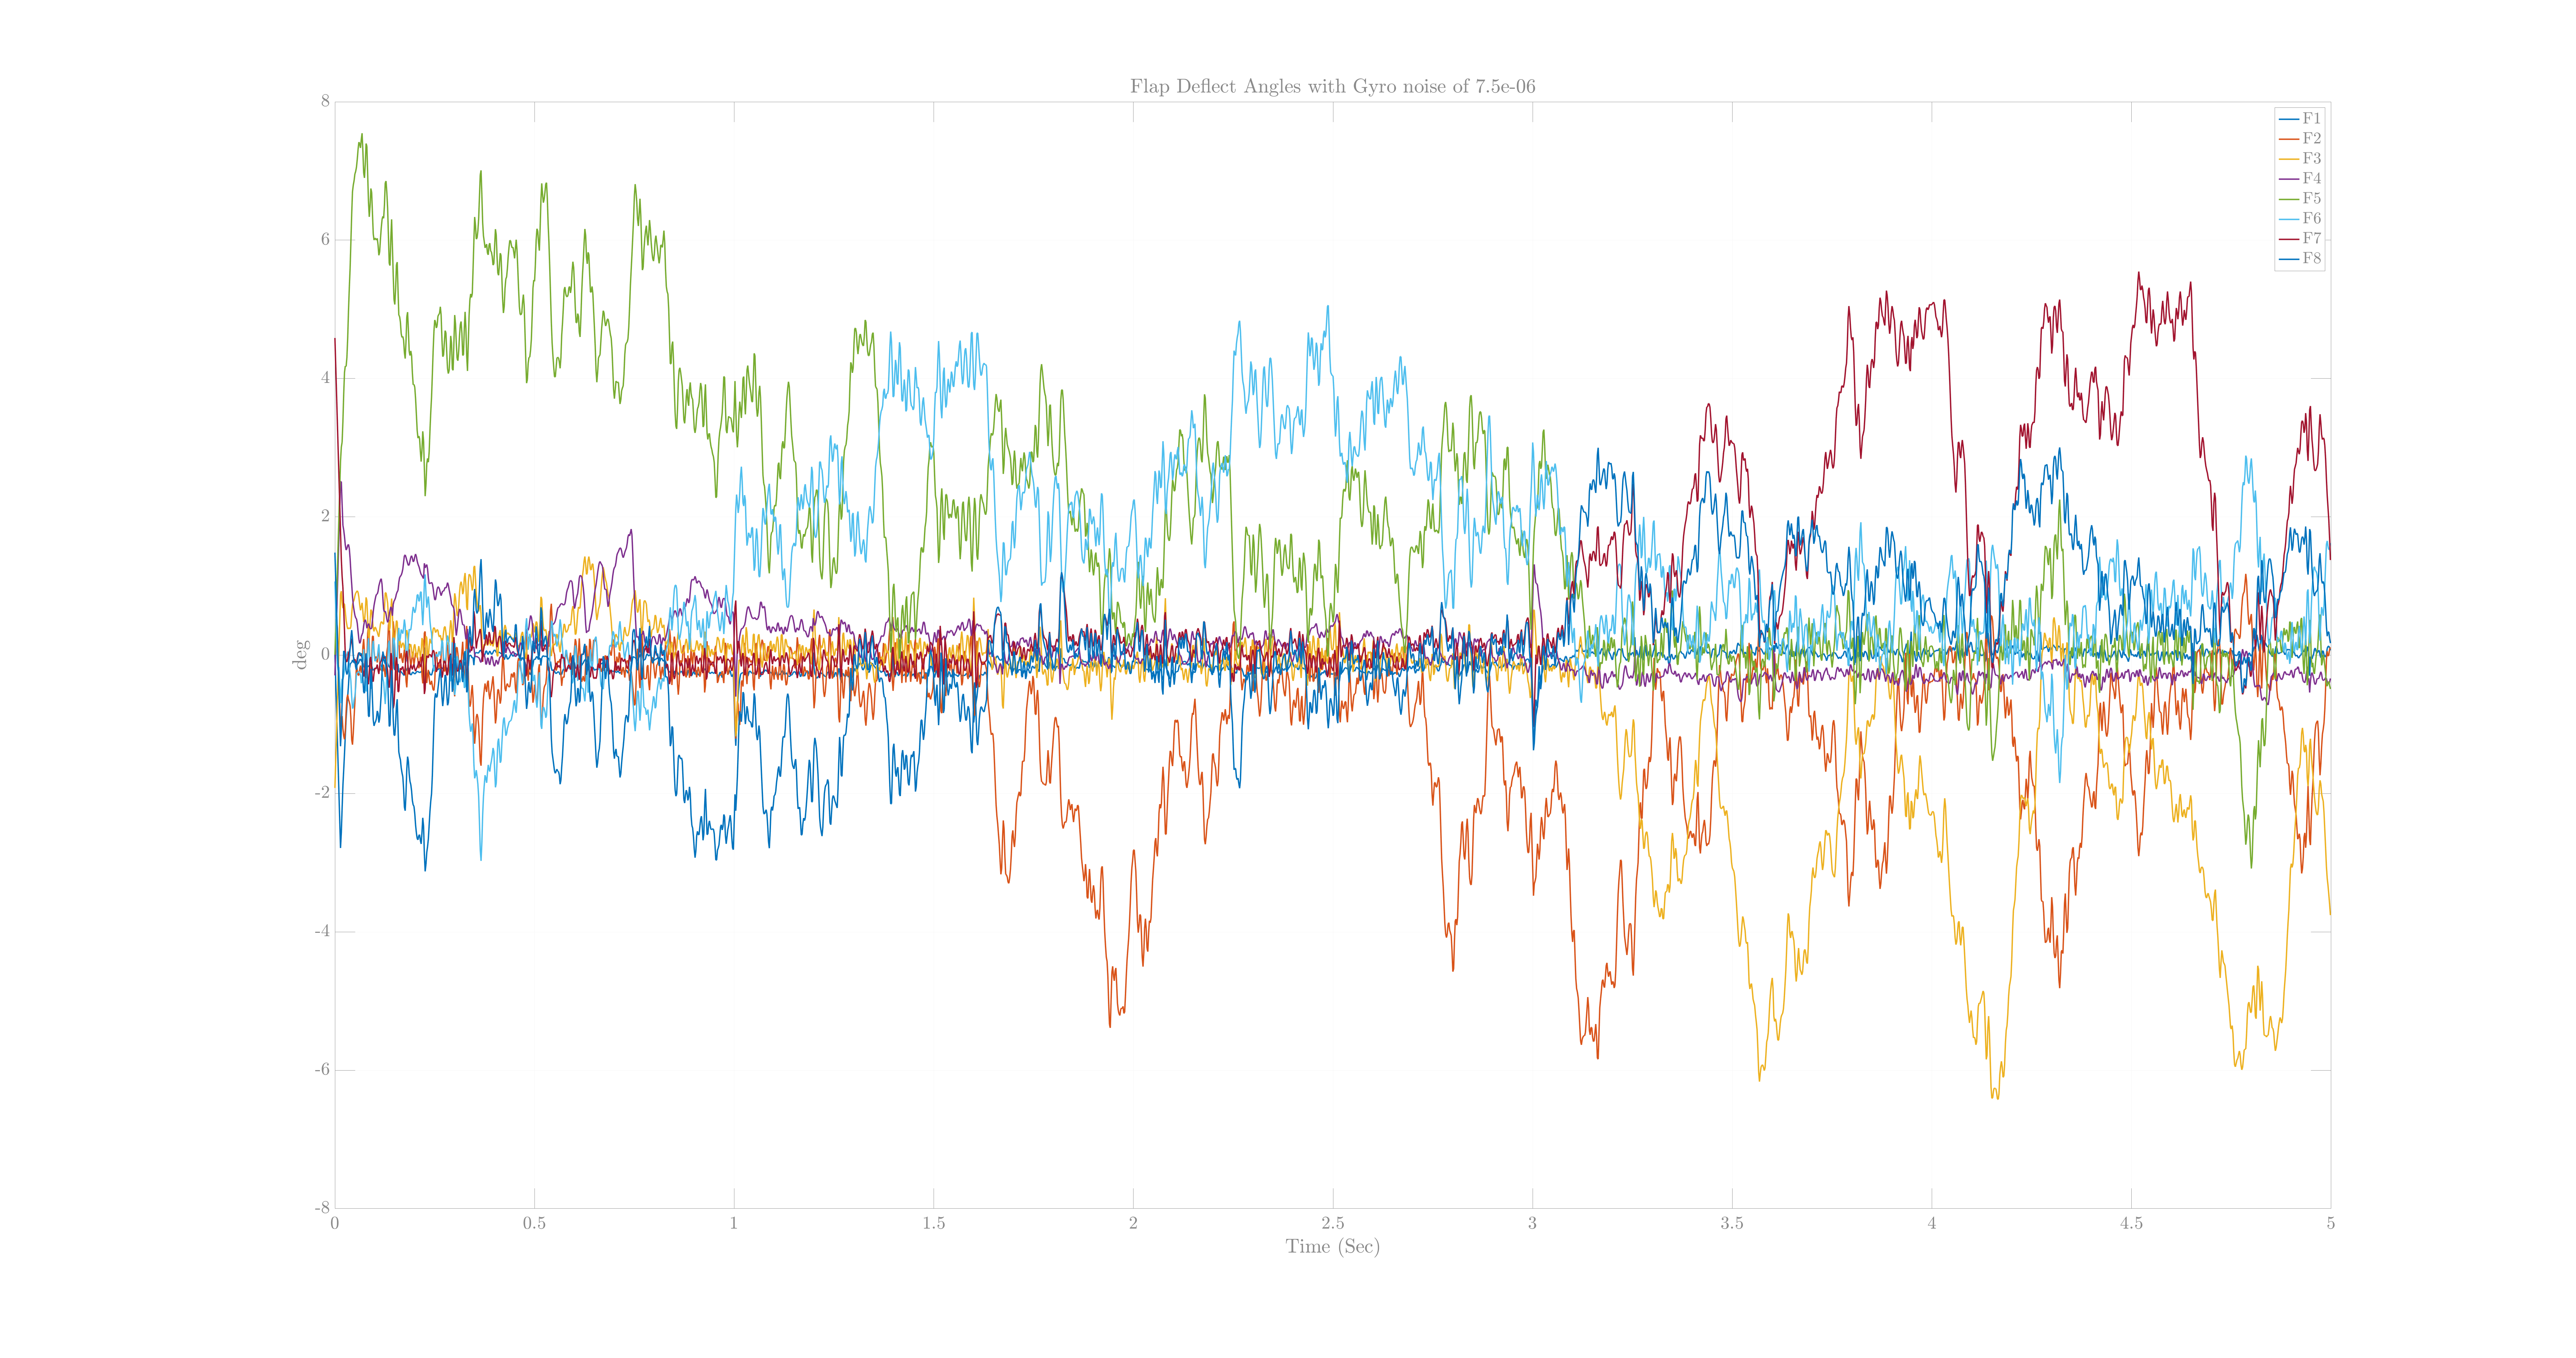 Flap Deflect Angles with Gyro noise of 7.5e-06
8
6
4
2
0
-2
-4
-6
-8
deg
0 0.5 1 1.5 2 2.5 3 3.5 4 4.5 5
Time (Sec)
F1
F2
F3
F4
F5
F6
F7
F8